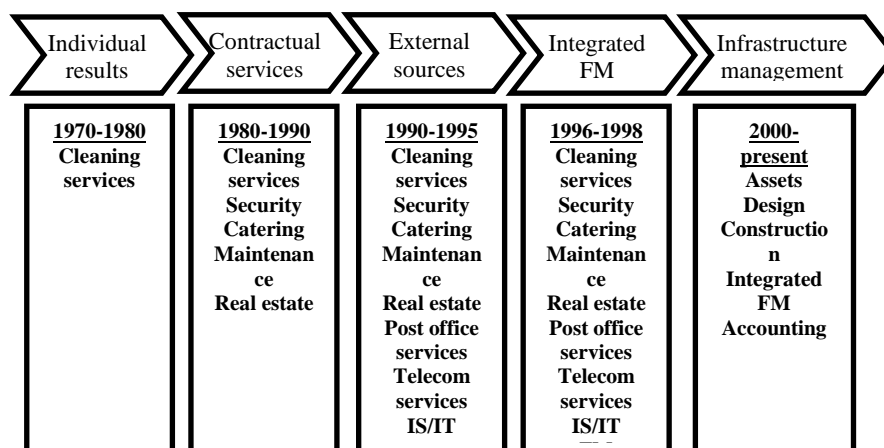 Individual
results
Contractual
services
External
sources
Integrated
FM
Infrastructure
management
1970-1980
Cleaning
services
1980-1990
Cleaning
services
Security
Catering
Maintenan
ce
Real estate
1990-1995
Cleaning
services
Security
Catering
Maintenan
ce
Real estate
Post office
services
Telecom
services
IS/IT
1996-1998
Cleaning
services
Security
Catering
Maintenan
ce
Real estate
Post office
services
Telecom
services
IS/IT
2000-
present
Assets
Design
Constructio
n
Integrated
FM
Accounting